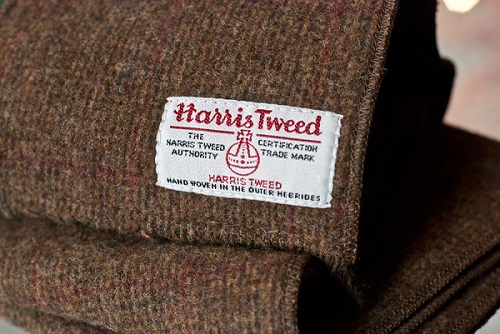 Harris Tweed
THE
HARRIS TWEED
AUTHORITY
CERTIFICATION
TRADE MARK
HARRIS TWEED
HAND WOVEN IN THE OUTER HEBRIDES